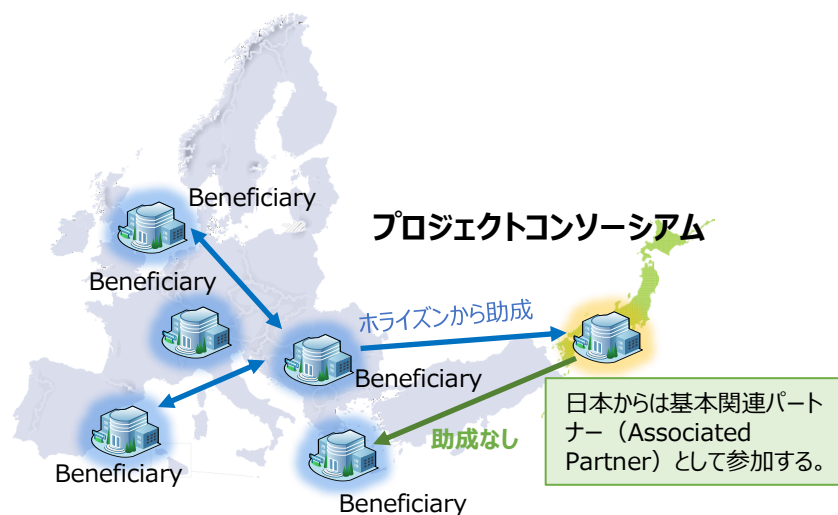 Beneficiary
プロジェクトコンソーシアム
Beneficiary
ホライズンから助成
Beneficiary
日本からは基本関連パート
ナー（Associated
Partner）として参加する。
助成なし
Beneficiary
Beneficiary